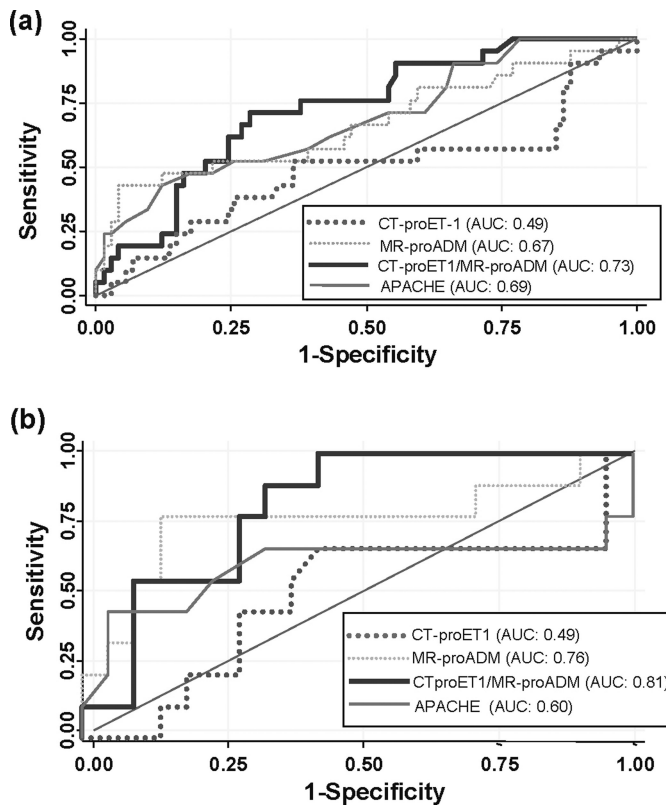 (a)
1.00
0.75
0.50
0.25
0.00
Sensitivity
CT-proET-1 (AUC: 0.49)
MR-proADM (AUC: 0.67)
CT-proET1/MR-proADM (AUC: 0.73)
APACHE (AUC: 0.69)
0.00 0.25 0.50 0.75 1.00
1-Specificity
(b)
1.00
0.75
0.50
0.25
0.00
Sensitivity
CT-proET1 (AUC: 0.49)
MR-proADM (AUC: 0.76)
CTproET1/MR-proADM (AUC: 0.81)
APACHE (AUC: 0.60)
0.00 0.25 0.50 0.75 1.00
1-Specificity